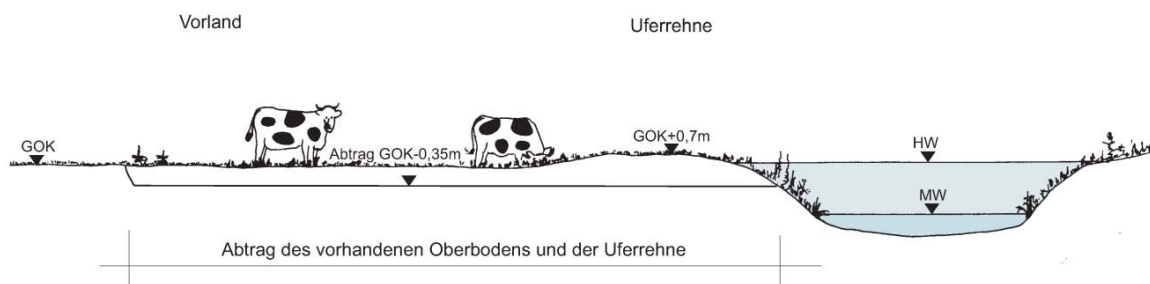 Vorland
Uferrehne
GOK
Abtrag GOK-0,35m
GOK+0,7m
HW
MW
Abtrag des vorhandenen Oberbodens und der Uferrehne